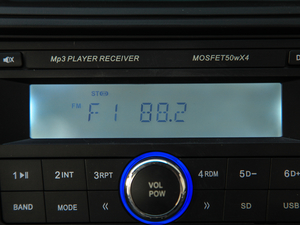 Mp3 PLAYER RECEIVER MOSFET50wX4
FM F1 88.2
1 2INT 3RPT VOL POW 4RDM 5D- 6D+
BAND MODE « » SD USB